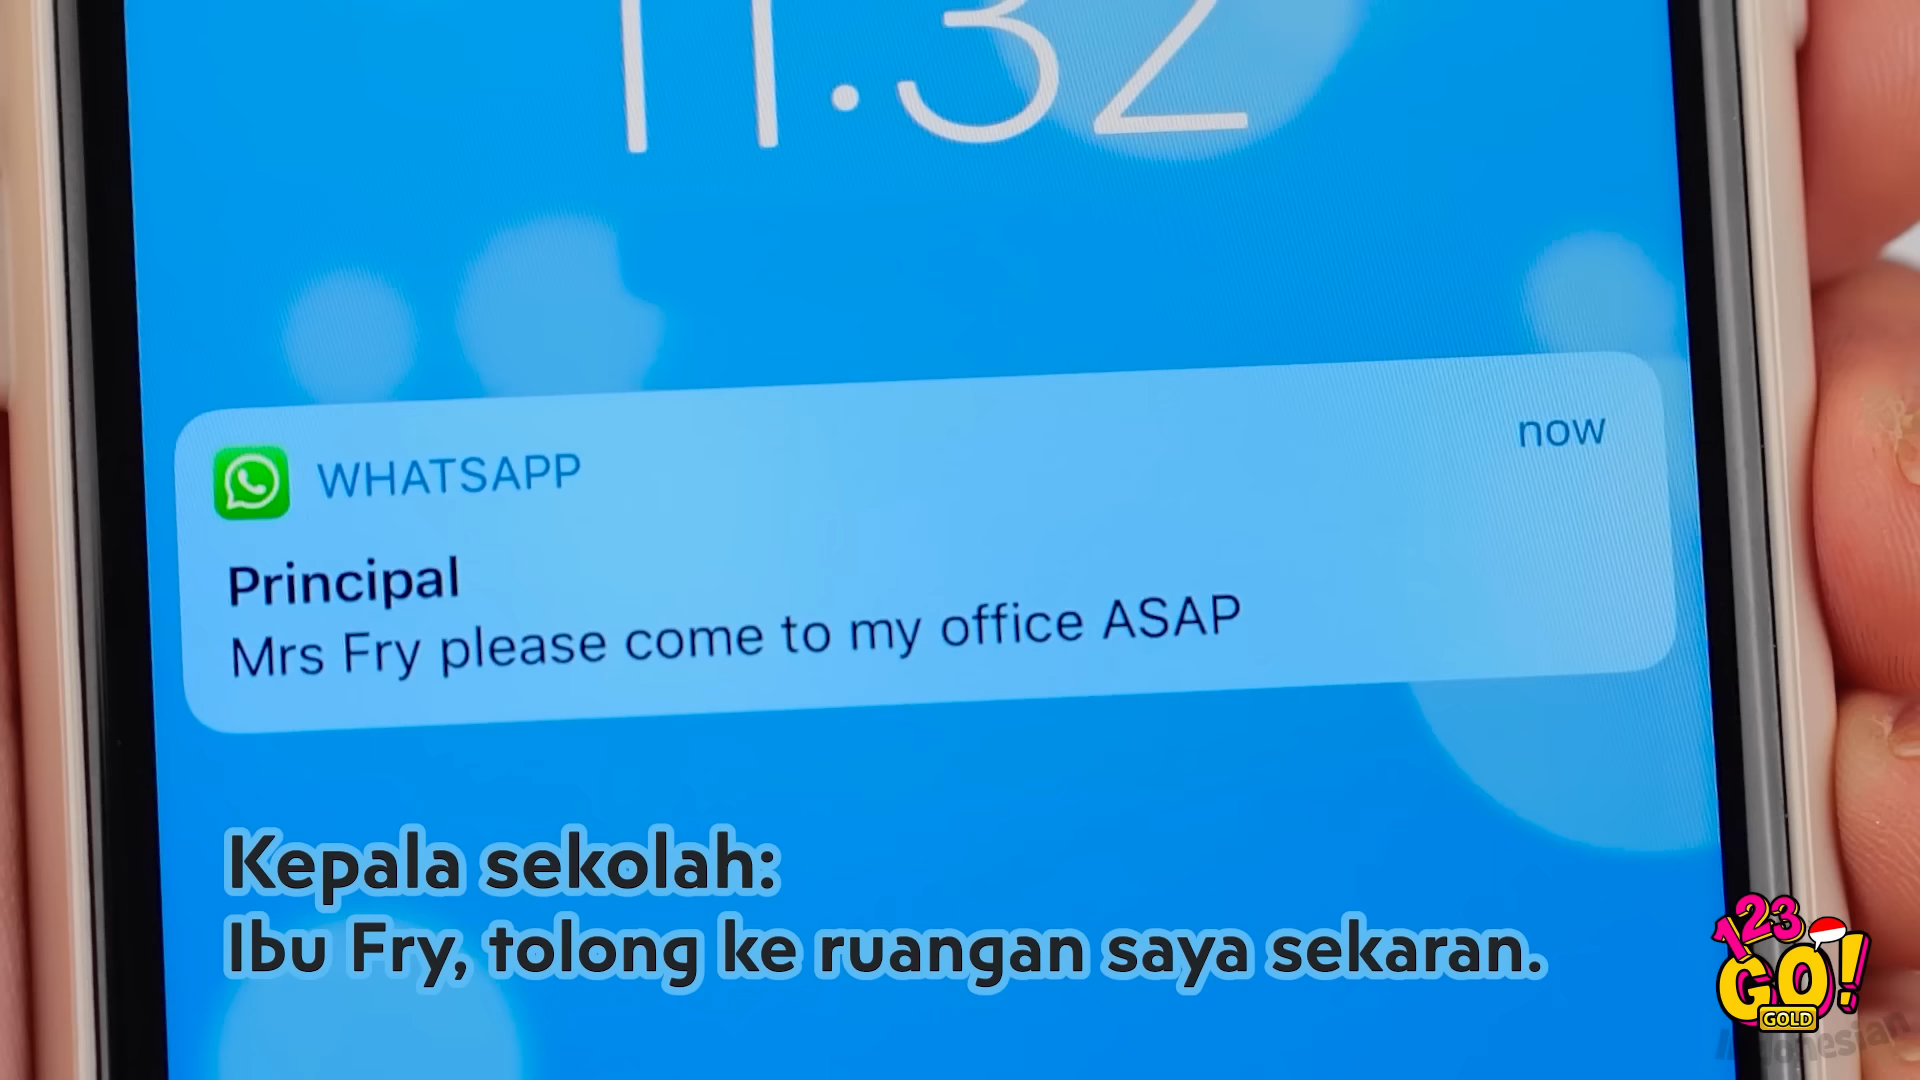 11.32
WHATSAPP
now
Principal
Mrs Fry please come to my office ASAP
Kepala sekolah:
Ibu Fry, tolong ke ruangan saya sekaran.
123
GO!
GOLD
Indonesian